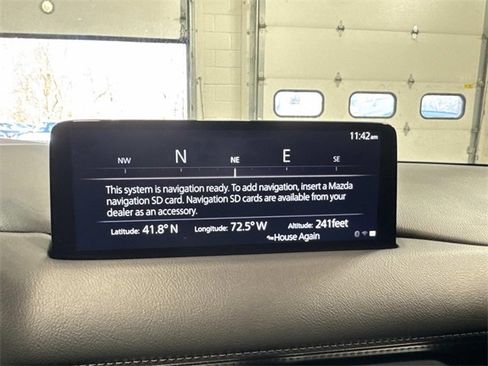 11:42am
NW N NE E SE
This system is navigation ready. To add navigation, insert a Mazda
navigation SD card. Navigation SD cards are available from your
dealer as an accessory.
Latitude: 41.8° N Longitude: 72.5° W Altitude: 241feet
House Again